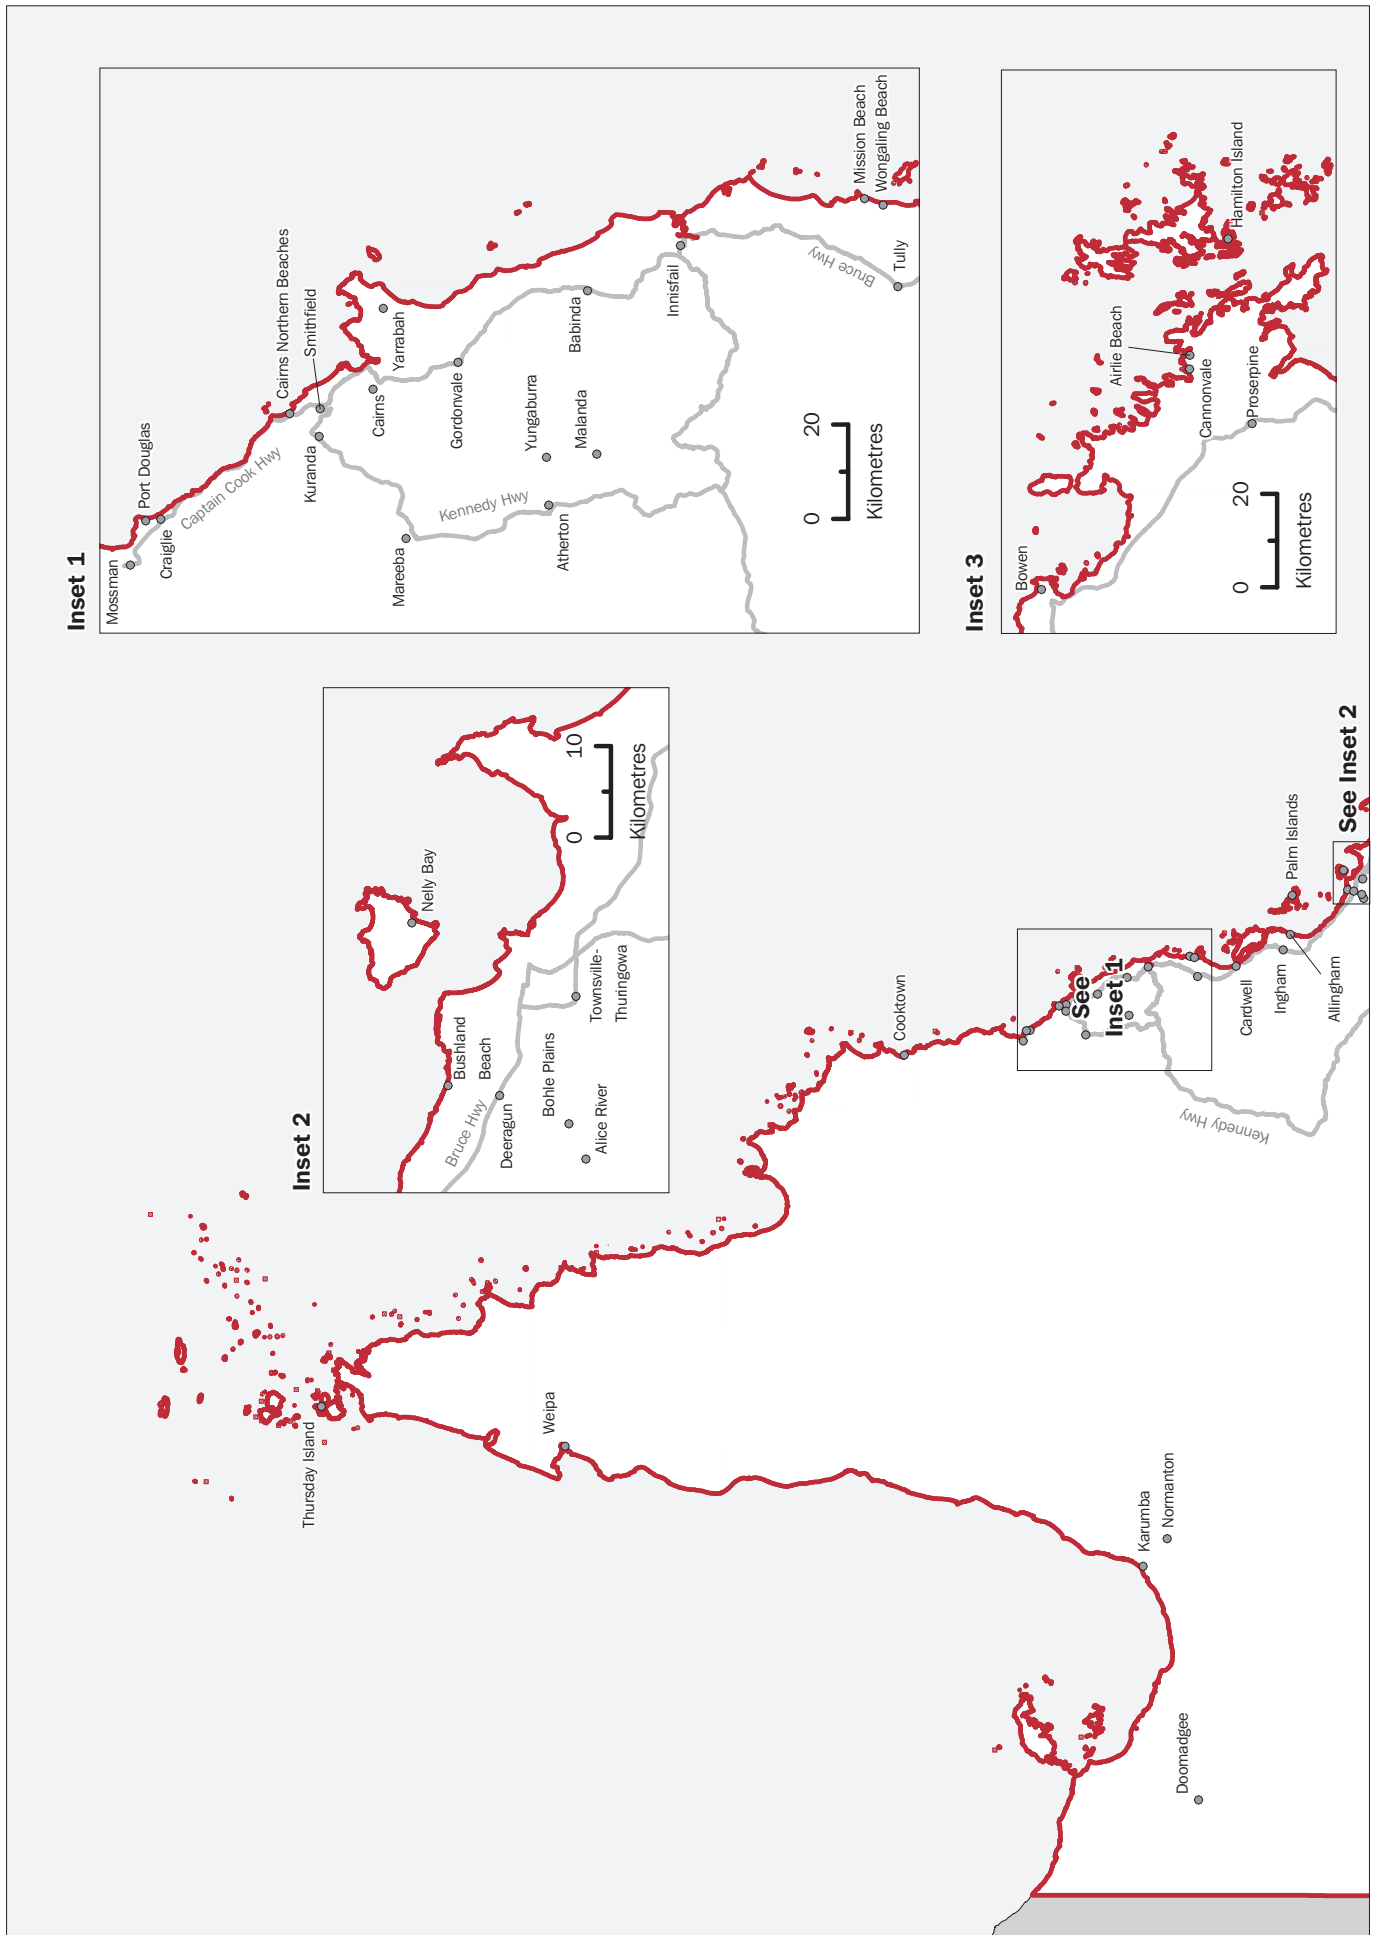 Inset 1
Mossman
Port Douglas
Craiglie
Captain Cook Hwy
Cairns Northern Beaches
Smithfield
Kuranda
Cairns
Yarrabah
Mareeba
Gordonvale
Kennedy Hwy
Yungaburra
Atherton
Malanda
Babinda
Innisfail
Bruce Hwy
Tully
Mission Beach
Wongaling Beach
0 20
Kilometres
Inset 2
Nelly Bay
Bushland
Beach
Bruce Hwy
Deeragun
Bohle Plains
Alice River
Townsville-
Thuringowa
0 10
Kilometres
Inset 3
Bowen
Airlie Beach
Cannonvale
Proserpine
Hamilton Island
0 20
Kilometres
Thursday Island
Weipa
Cooktown
See
Inset 1
Kennedy Hwy
Cardwell
Ingham
Allingham
Palm Islands
See Inset 2
Karumba
Normanton
Doomadgee